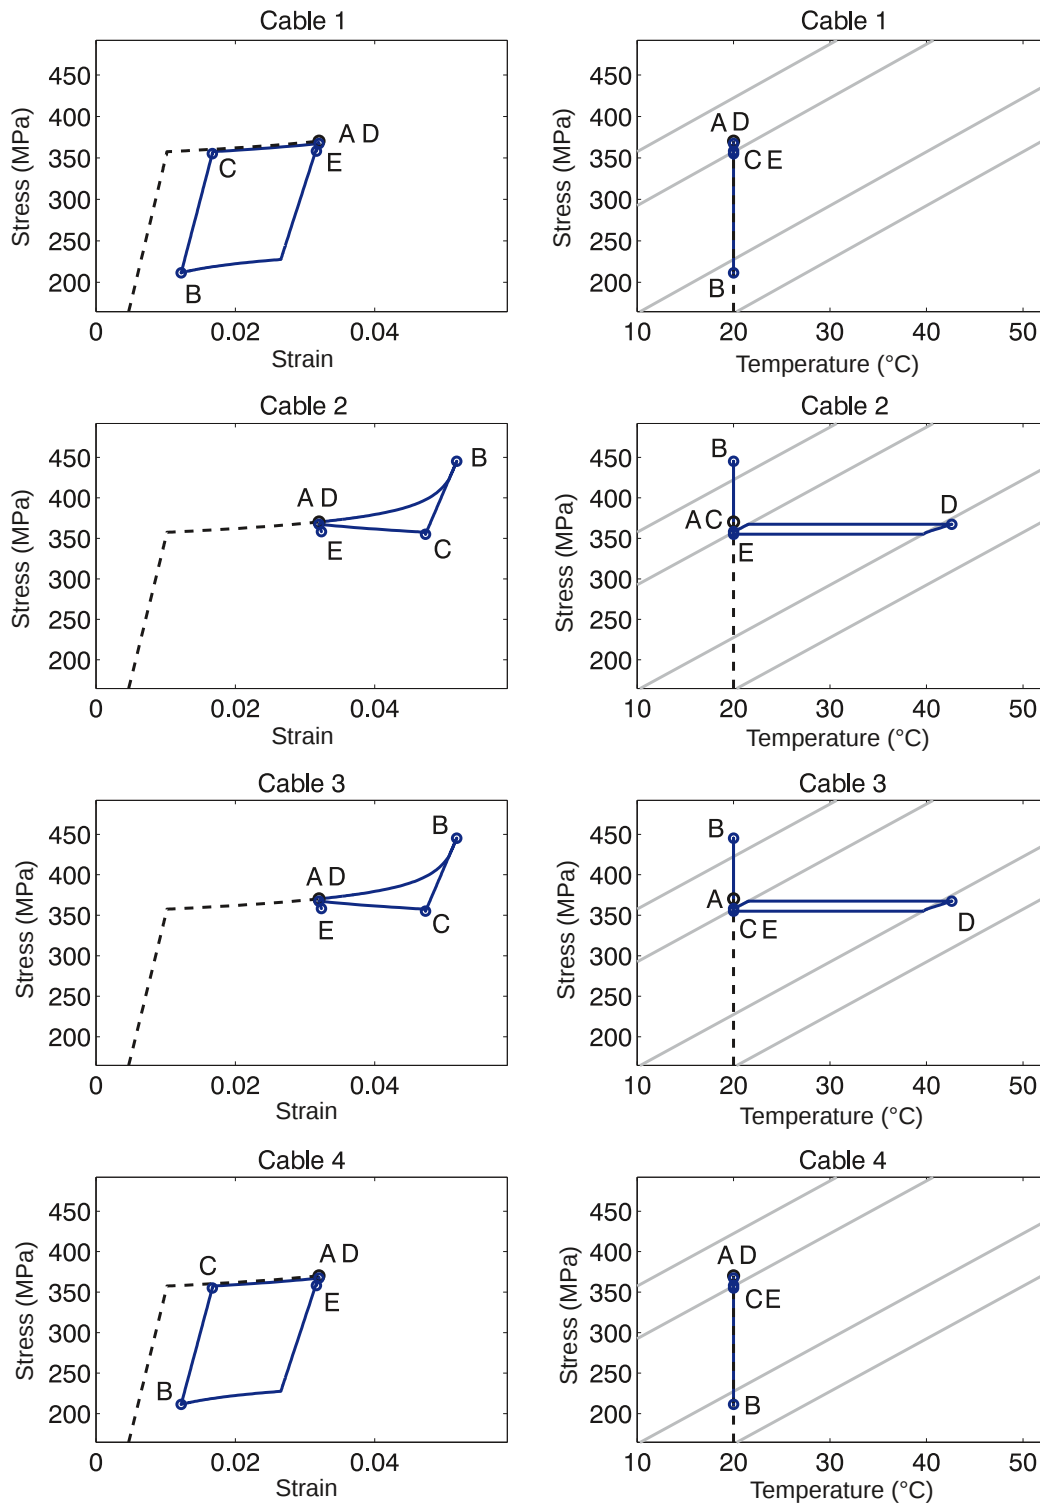 Cable 1
Stress (MPa)
450
400
350
300
250
200
A D
E
C
B
0
0.02
0.04
Strain
Cable 1
Stress (MPa)
450
400
350
300
250
200
A D
C E
B
10
20
30
40
50
Temperature (°C)
Cable 2
Stress (MPa)
450
400
350
300
250
200
B
A D
E
C
0
0.02
0.04
Strain
Cable 2
Stress (MPa)
450
400
350
300
250
200
B
D
A C
E
10
20
30
40
50
Temperature (°C)
Cable 3
Stress (MPa)
450
400
350
300
250
200
B
A D
E
C
0
0.02
0.04
Strain
Cable 3
Stress (MPa)
450
400
350
300
250
200
B
A
C E
D
10
20
30
40
50
Temperature (°C)
Cable 4
Stress (MPa)
450
400
350
300
250
200
C
A D
E
B
0
0.02
0.04
Strain
Cable 4
Stress (MPa)
450
400
350
300
250
200
A D
C E
B
10
20
30
40
50
Temperature (°C)